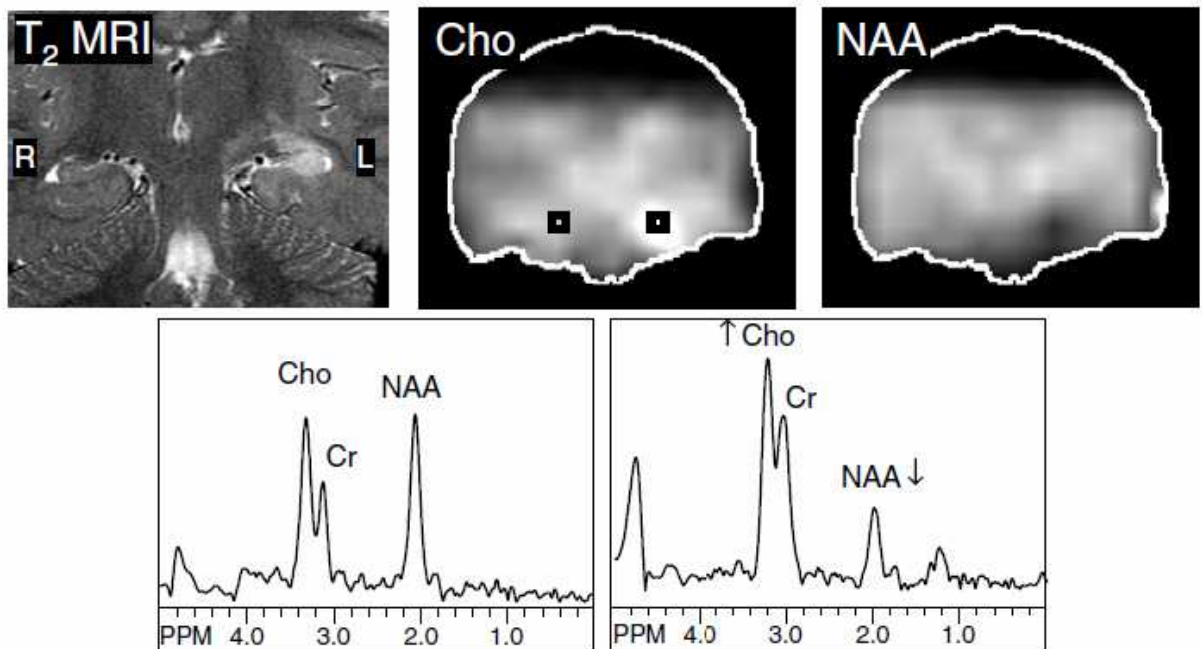 T₂ MRI
R
L
Cho
NAA
Cho
Cr
NAA
PPM 4.0 3.0 2.0 1.0
↑ Cho
Cr
NAA ↓
PPM 4.0 3.0 2.0 1.0